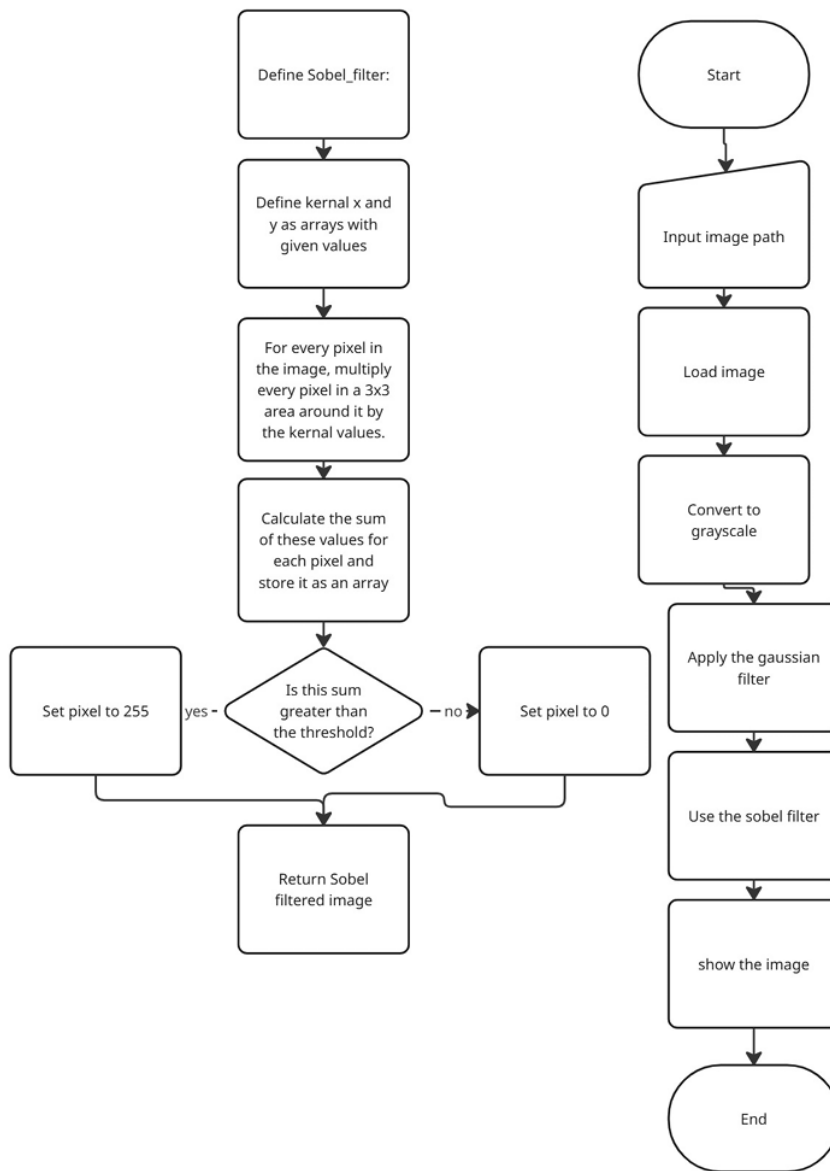 Define Sobel_filter:
Define kernal x and
y as arrays with
given values
For every pixel in
the image, multiply
every pixel in a 3x3
area around it by
the kernal values.
Calculate the sum
of these values for
each pixel and
store it as an array
Is this sum
greater than
the threshold?
yes
Set pixel to 255
no
Set pixel to 0
Return Sobel
filtered image
Start
Input image path
Load image
Convert to
grayscale
Apply the gaussian
filter
Use the sobel filter
show the image
End